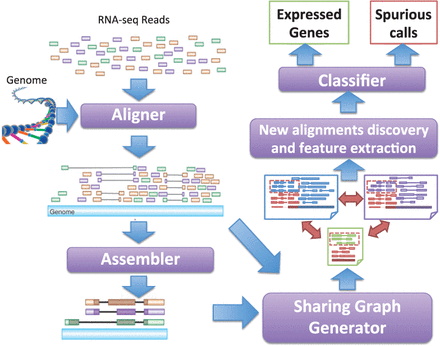 RNA-seq Reads
Genome
Aligner
Genome
Assembler
Expressed
Genes
Spurious
calls
Classifier
New alignments discovery
and feature extraction
Sharing Graph
Generator